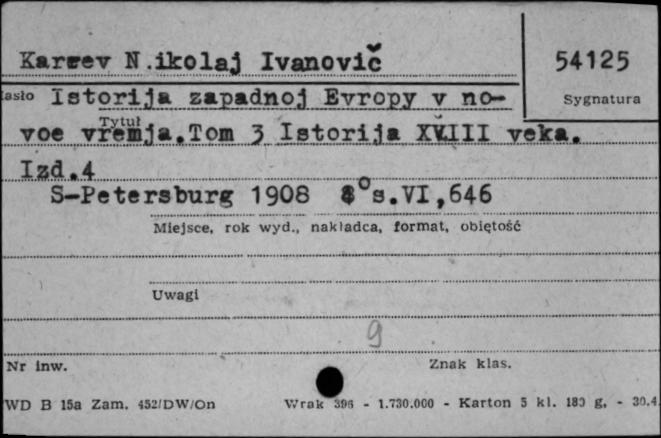 Kareev N.ikolaj Ivanovič
54125
Sygnatura
Hasło Istorija zapadnoj Evropy v no-
Tytuł
voe vremja.Tom 3 Istorija XVIII veka.
Izd.4
S-Petersburg 1908 8°s.VI,646
Miejsce, rok wyd., nakładca, format, objętość
Uwagi
9
Nr inw.
Znak klas.
WD B 15a Zam. 452/DW/On Wrak 396 - 1.730.000 - Karton 5 kl. 180 g. - 30.4